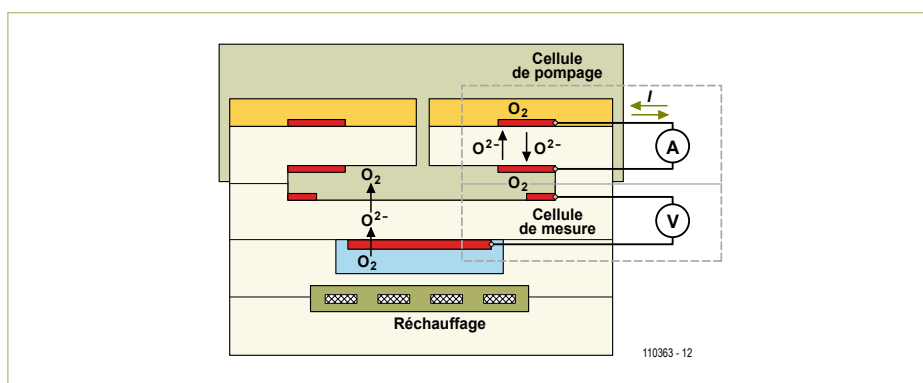 Cellule
de pompage
I
O2
O2– O2–
A
O2
O2
V
O2–
Cellule
de mesure
O2
Réchauffage
110363 - 12